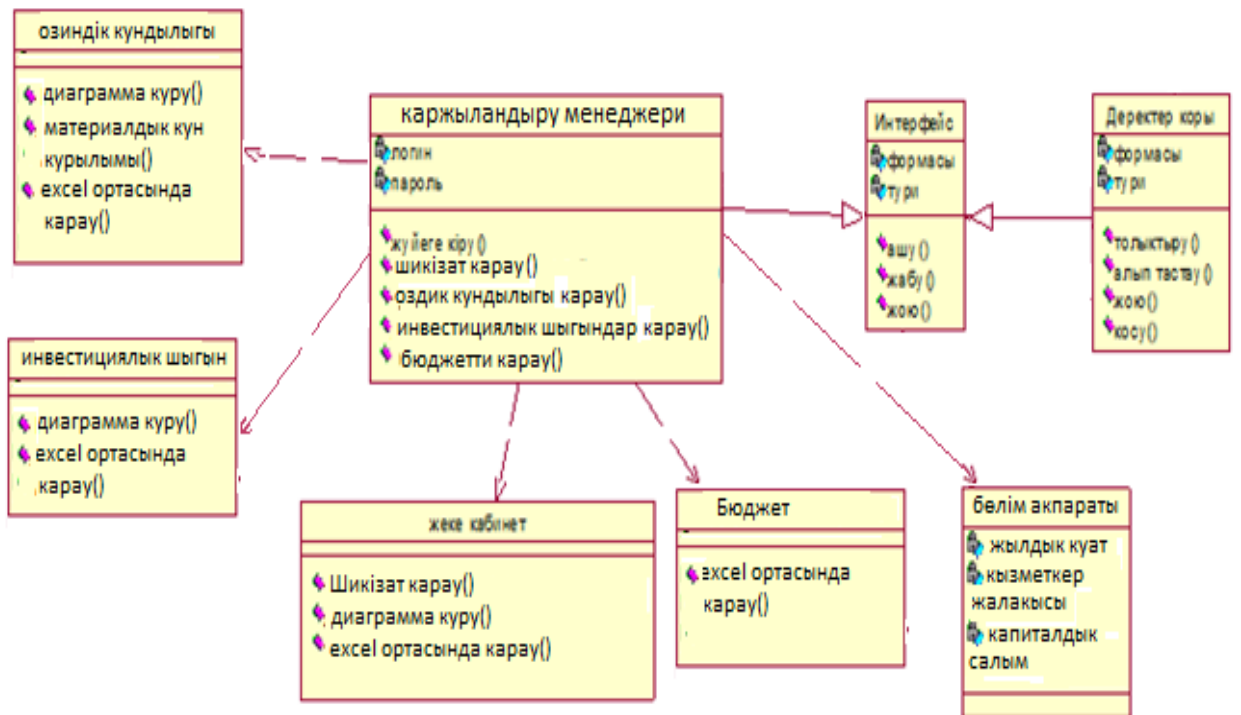 озиндік кундылыгы
диаграмма куру()
материалдык кун
курылымы()
excel ортасында
карау()
каржыландыру менеджери
логин
пароль
жуйеге кіру()
шикізат карау()
оздик кундылыгы карау()
инвестициялык шыгындар карау()
бюджетти карау()
Интерфейс
формасы
тури
ашу ()
жабу ()
жою()
Деректер коры
формасы
тури
толыктыру ()
алып тастау ()
жою()
косу()
инвестициялык шыгын
диаграмма куру()
excel ортасында
карау()
жеке кабинет
Шикізат карау()
диаграмма куру()
excel ортасында карау()
Бюджет
excel ортасында
карау()
бөлім акпараты
жылдык куат
кызметкер
жалакысы
капиталдык
салым